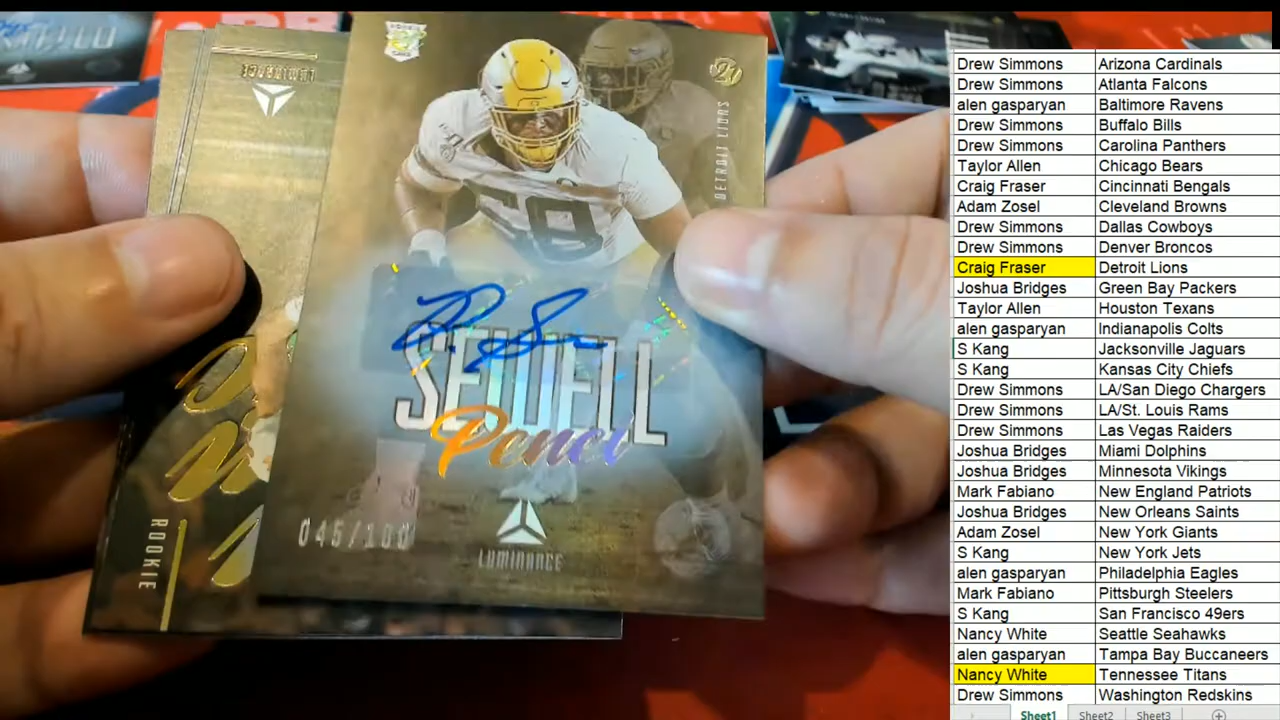 DETROIT LIONS
59
SEWELL
Penei
045/100
LUMINANCE
ROOKIE
Drew Simmons Arizona Cardinals
Drew Simmons Atlanta Falcons
alen gasparyan Baltimore Ravens
Drew Simmons Buffalo Bills
Drew Simmons Carolina Panthers
Taylor Allen Chicago Bears
Craig Fraser Cincinnati Bengals
Adam Zosel Cleveland Browns
Drew Simmons Dallas Cowboys
Drew Simmons Denver Broncos
Craig Fraser Detroit Lions
Joshua Bridges Green Bay Packers
Taylor Allen Houston Texans
alen gasparyan Indianapolis Colts
S Kang Jacksonville Jaguars
S Kang Kansas City Chiefs
Drew Simmons LA/San Diego Chargers
Drew Simmons LA/St. Louis Rams
Drew Simmons Las Vegas Raiders
Joshua Bridges Miami Dolphins
Joshua Bridges Minnesota Vikings
Mark Fabiano New England Patriots
Joshua Bridges New Orleans Saints
Adam Zosel New York Giants
S Kang New York Jets
alen gasparyan Philadelphia Eagles
Mark Fabiano Pittsburgh Steelers
S Kang San Francisco 49ers
Nancy White Seattle Seahawks
alen gasparyan Tampa Bay Buccaneers
Nancy White Tennessee Titans
Drew Simmons Washington Redskins
Sheet1 Sheet2 Sheet3